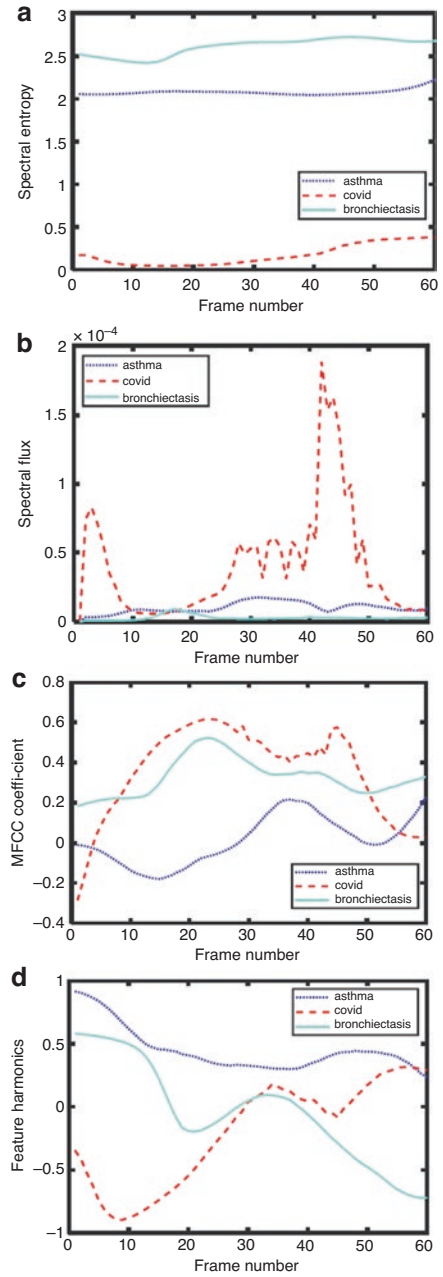 a
3
2.5
2
1.5
1
0.5
0
Spectral entropy
asthma
covid
bronchiectasis
0 10 20 30 40 50 60
Frame number
b
× 10⁻⁴
2
1.5
1
0.5
0
Spectral flux
asthma
covid
bronchiectasis
0 10 20 30 40 50 60
Frame number
c
0.8
0.6
0.4
0.2
0
−0.2
−0.4
MFCC coeffi-cient
asthma
covid
bronchiectasis
0 10 20 30 40 50 60
Frame number
d
1
0.5
0
−0.5
−1
Feature harmonics
asthma
covid
bronchiectasis
0 10 20 30 40 50 60
Frame number